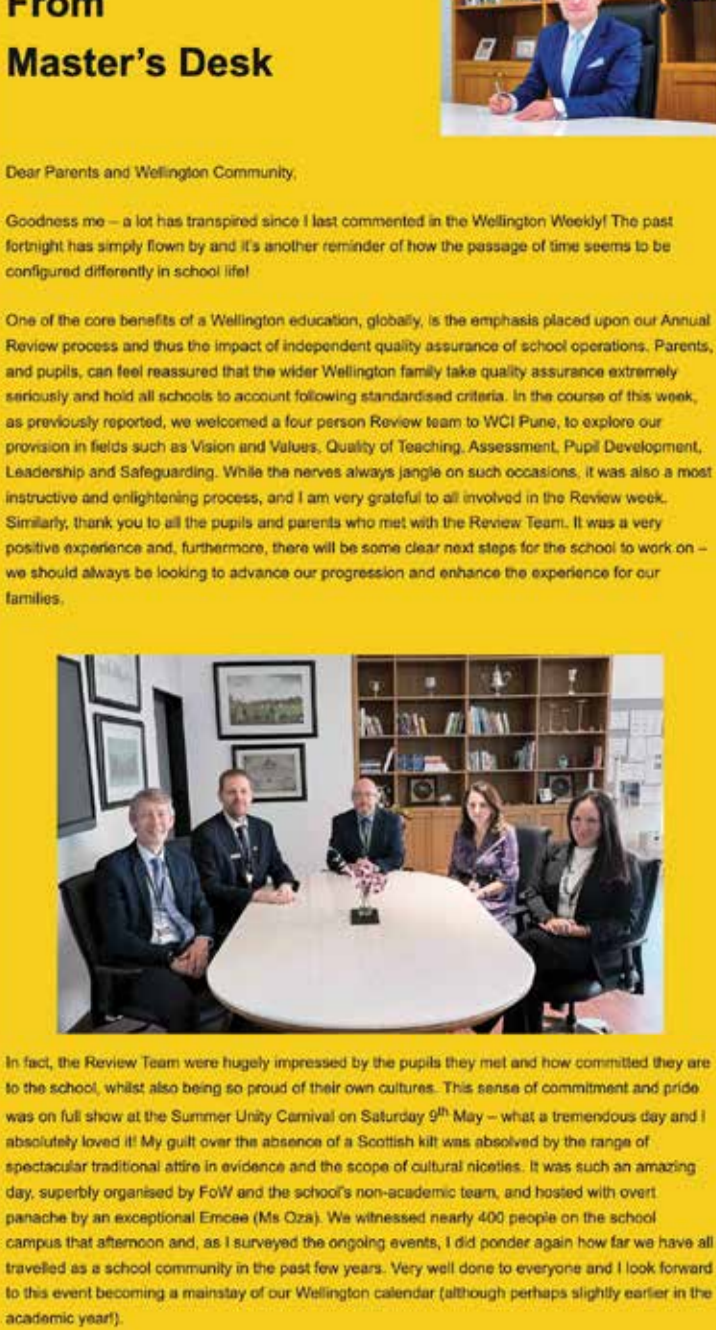 From
Master's Desk
Dear Parents and Wellington Community,
Goodness me – a lot has transpired since I last commented in the Wellington Weekly! The past
fortnight has simply flown by and it's another reminder of how the passage of time seems to be
configured differently in school life!
One of the core benefits of a Wellington education, globally, is the emphasis placed upon our Annual
Review process and thus the impact of independent quality assurance of school operations. Parents,
and pupils, can feel reassured that the wider Wellington family take quality assurance extremely
seriously and hold all schools to account following standardised criteria. In the course of this week,
as previously reported, we welcomed a four person Review team to WCI Pune, to explore our
provision in fields such as Vision and Values, Quality of Teaching, Assessment, Pupil Development,
Leadership and Safeguarding. While the nerves always jangle on such occasions, it was also a most
instructive and enlightening process, and I am very grateful to all involved in the Review week.
Similarly, thank you to all the pupils and parents who met with the Review Team. It was a very
positive experience and, furthermore, there will be some clear next steps for the school to work on –
we should always be looking to advance our progression and enhance the experience for our
families.
In fact, the Review Team were hugely impressed by the pupils they met and how committed they are
to the school, whilst also being so proud of their own cultures. This sense of commitment and pride
was on full show at the Summer Unity Carnival on Saturday 9th May – what a tremendous day and I
absolutely loved it! My guilt over the absence of a Scottish kilt was absolved by the range of
spectacular traditional attire in evidence and the scope of cultural niceties. It was such an amazing
day, superbly organised by FoW and the school's non-academic team, and hosted with overt
panache by an exceptional Emcee (Ms Oza). We witnessed nearly 400 people on the school
campus that afternoon and, as I surveyed the ongoing events, I did ponder again how far we have all
travelled as a school community in the past few years. Very well done to everyone and I look forward
to this event becoming a mainstay of our Wellington calendar (although perhaps slightly earlier in the
academic year!).